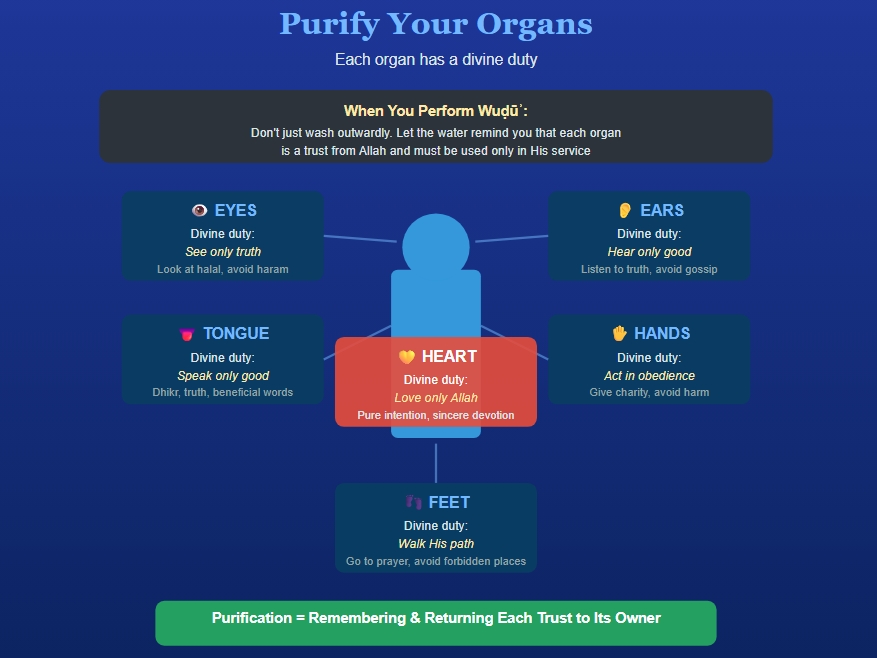 Purify Your Organs
Each organ has a divine duty
When You Perform Wuḍūʾ:
Don't just wash outwardly. Let the water remind you that each organ
is a trust from Allah and must be used only in His service
EYES
Divine duty:
See only truth
Look at halal, avoid haram
EARS
Divine duty:
Hear only good
Listen to truth, avoid gossip
TONGUE
Divine duty:
Speak only good
Dhikr, truth, beneficial words
HEART
Divine duty:
Love only Allah
Pure intention, sincere devotion
HANDS
Divine duty:
Act in obedience
Give charity, avoid harm
FEET
Divine duty:
Walk His path
Go to prayer, avoid forbidden places
Purification = Remembering & Returning Each Trust to Its Owner